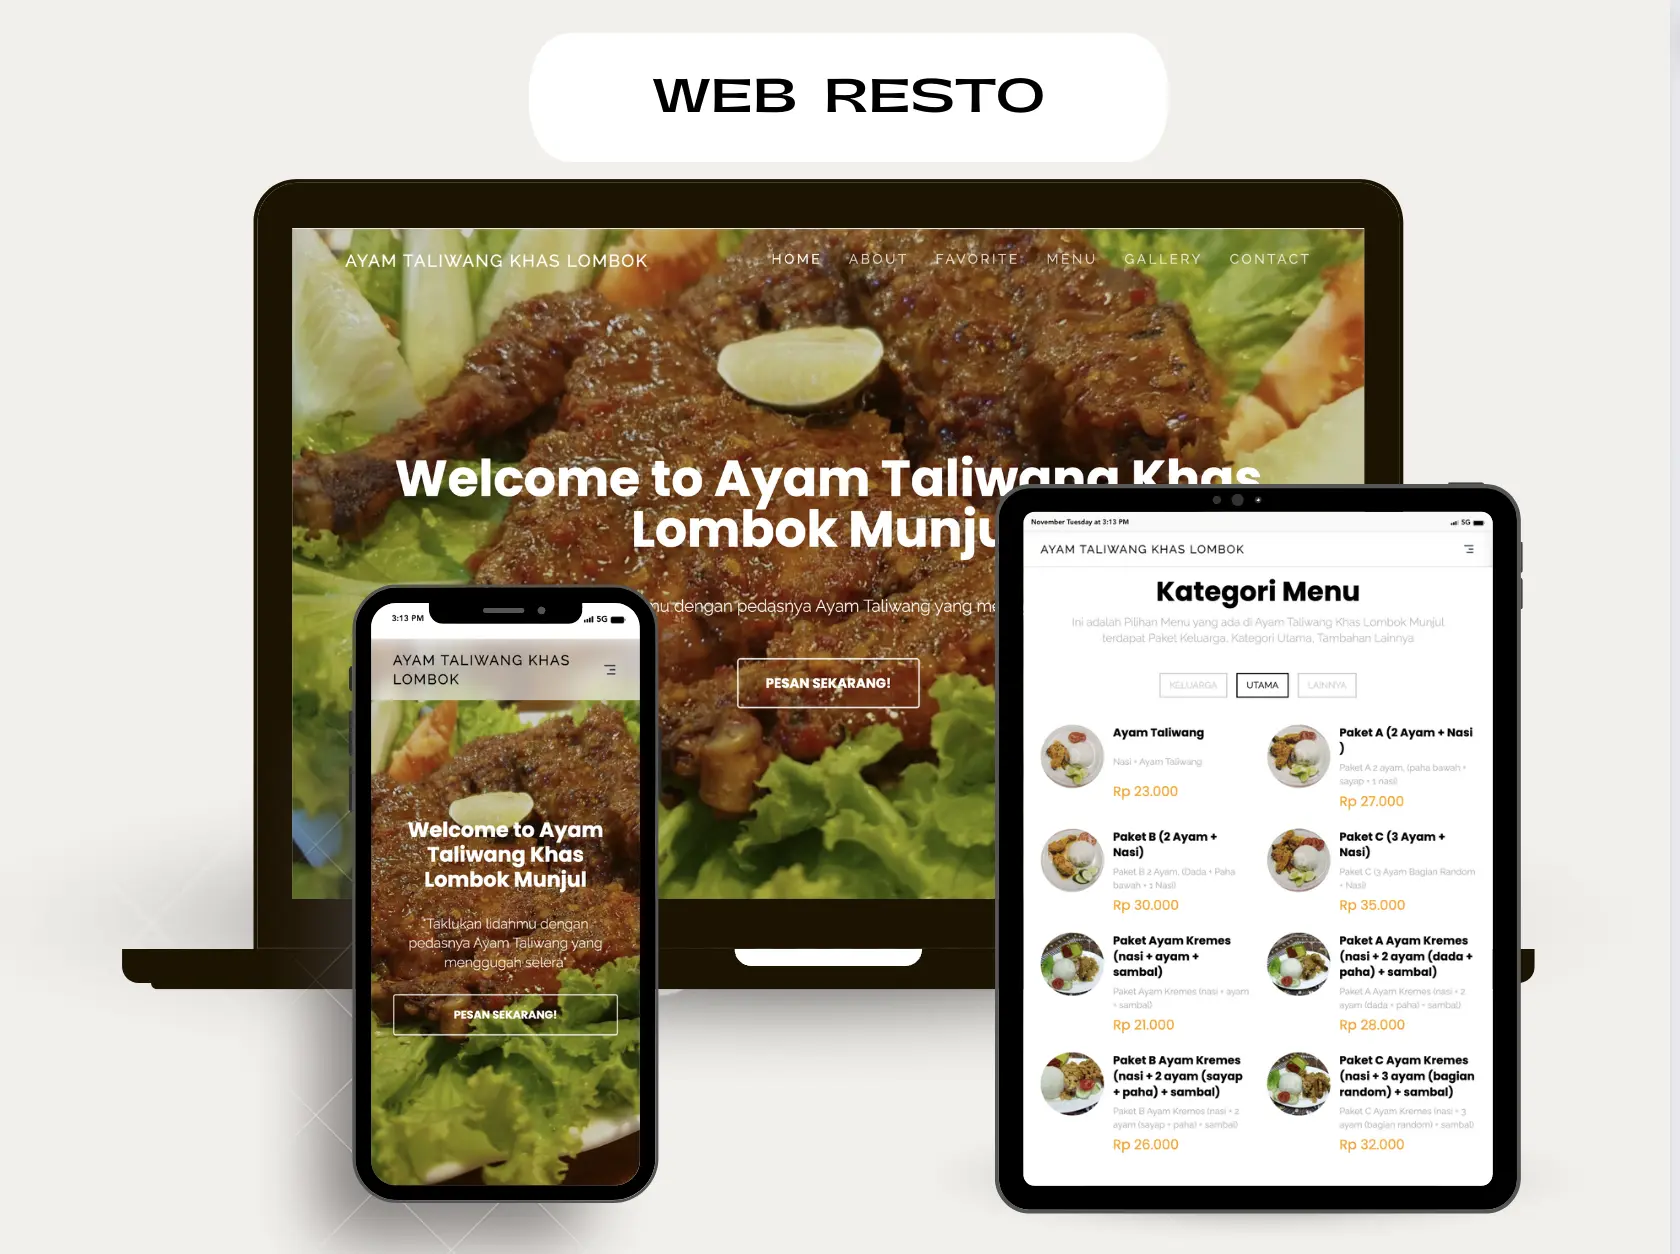 WEB RESTO
AYAM TALIWANG KHAS LOMBOK
HOME ABOUT FAVORITE MENU GALLERY CONTACT
Welcome to Ayam Taliwang Khas
Lombok Munju
mu dengan pedasnya Ayam Taliwang yang me
PESAN SEKARANG!
3:13 PM
5G
AYAM TALIWANG KHAS
LOMBOK
Welcome to Ayam
Taliwang Khas
Lombok Munjul
"Taklukan lidahmu dengan
pedasnya Ayam Taliwang yang
menggugah selera"
PESAN SEKARANG!
November Tuesday at 3:13 PM
5G
AYAM TALIWANG KHAS LOMBOK
Kategori Menu
Ini adalah Pilihan Menu yang ada di Ayam Taliwang Khas Lombok Munjul
terdapat Paket Keluarga, Kategori Utama, Tambahan Lainnya
KELUARGA UTAMA LAINNYA
Ayam Taliwang
Nasi + Ayam Taliwang
Rp 23.000
Paket A (2 Ayam + Nasi
)
Paket A 2 ayam, (paha bawah +
sayap + 1 nasi)
Rp 27.000
Paket B (2 Ayam +
Nasi)
Paket B 2 Ayam, (Dada + Paha
bawah + 1 Nasi)
Rp 30.000
Paket C (3 Ayam +
Nasi)
Paket C (3 Ayam Bagian Random
+ Nasi)
Rp 35.000
Paket Ayam Kremes
(nasi + ayam +
sambal)
Paket Ayam Kremes (nasi + ayam
+ sambal)
Rp 21.000
Paket A Ayam Kremes
(nasi + 2 ayam (dada +
paha) + sambal)
Paket A Ayam Kremes (nasi + 2
ayam (dada + paha) + sambal)
Rp 28.000
Paket B Ayam Kremes
(nasi + 2 ayam (sayap
+ paha) + sambal)
Paket B Ayam Kremes (nasi + 2
ayam (sayap + paha) + sambal)
Rp 26.000
Paket C Ayam Kremes
(nasi + 3 ayam (bagian
random) + sambal)
Paket C Ayam Kremes (nasi + 3
ayam (bagian random) + sambal)
Rp 32.000